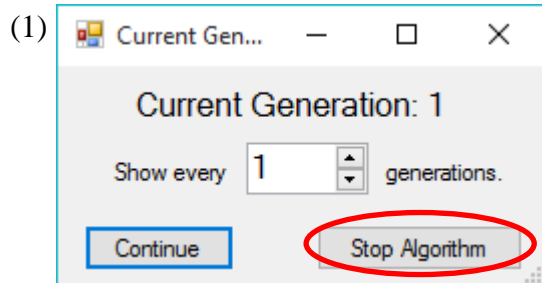 (1) Current Gen...
Current Generation: 1
Show every 1 generations.
Continue Stop Algorithm